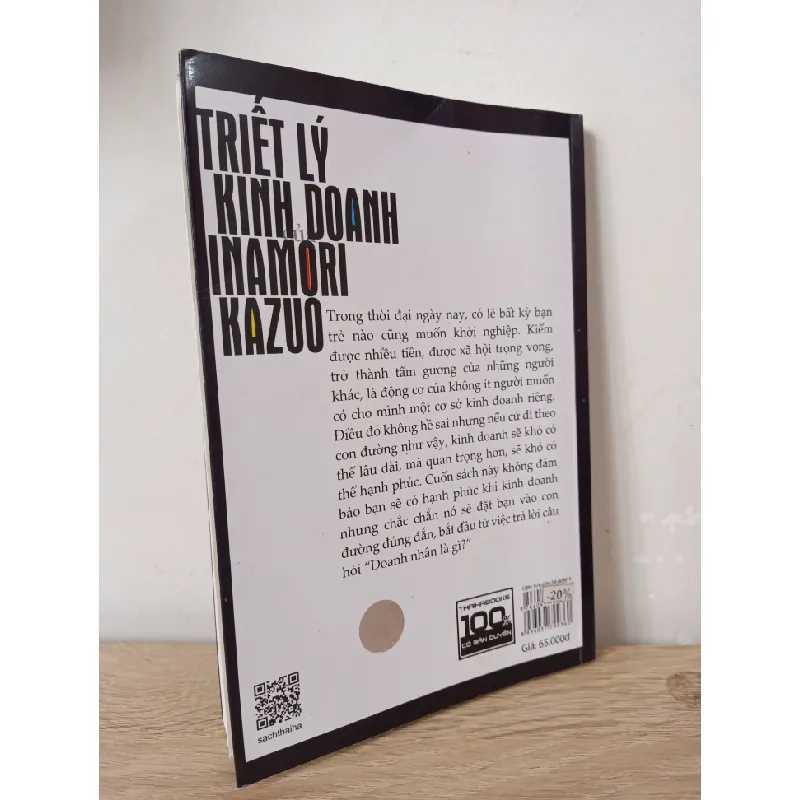 TRIẾT LÝ
KINH DOANH
của
INAMORI
KAZUO
Trong thời đại ngày nay, có lẽ bất kỳ bạn
trẻ nào cũng muốn khởi nghiệp. Kiếm
được nhiều tiền, được xã hội trọng vọng,
trở thành tấm gương của những người
khác, là động cơ của không ít người muốn
có cho mình một cơ sở kinh doanh riêng.
Điều đó không hề sai nhưng nếu cứ đi theo
con đường như vậy, kinh doanh sẽ khó có
thể lâu dài, mà quan trọng hơn, sẽ khó có
thể hạnh phúc. Cuốn sách này không đảm
bảo bạn sẽ có hạnh phúc khi kinh doanh
nhưng chắc chắn nó sẽ đặt bạn vào con
đường đúng đắn, bắt đầu từ việc trả lời câu
hỏi “Doanh nhân là gì?”
THAIHABOOKS
100%
CÓ BẢN QUYỀN
-20%
Giá: 65.000đ
sachthaiha